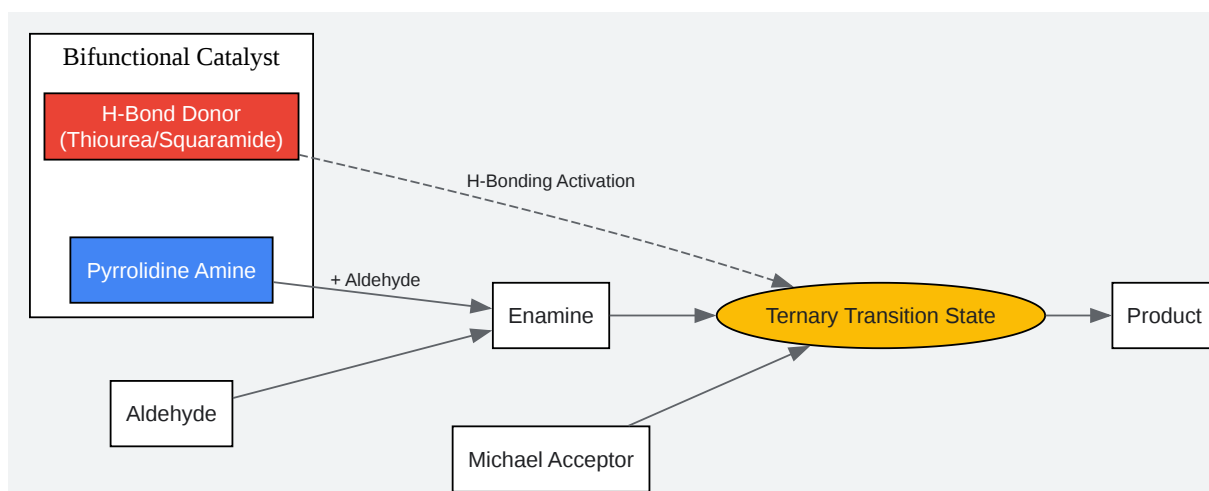 Bifunctional Catalyst
H-Bond Donor
(Thiourea/Squaramide)
H-Bonding Activation
Pyrrolidine Amine
+ Aldehyde
Enamine
Ternary Transition State
Product
Aldehyde
Michael Acceptor